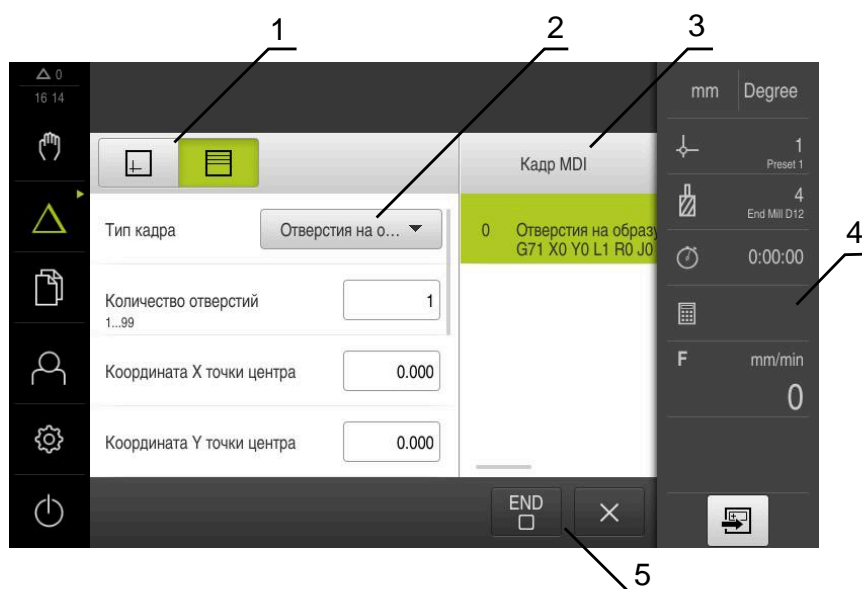 1
2
3
0
16 14
mm Degree
1
Preset 1
Кадр MDI
4
End Mill D12
Тип кадра
Отверстия на о...
0 Отверстия на образу
G71 X0 Y0 L1 R0 J0
4
0:00:00
Количество отверстий
1...99
1
F mm/min
0
Координата X точки центра
0.000
Координата Y точки центра
0.000
END
5